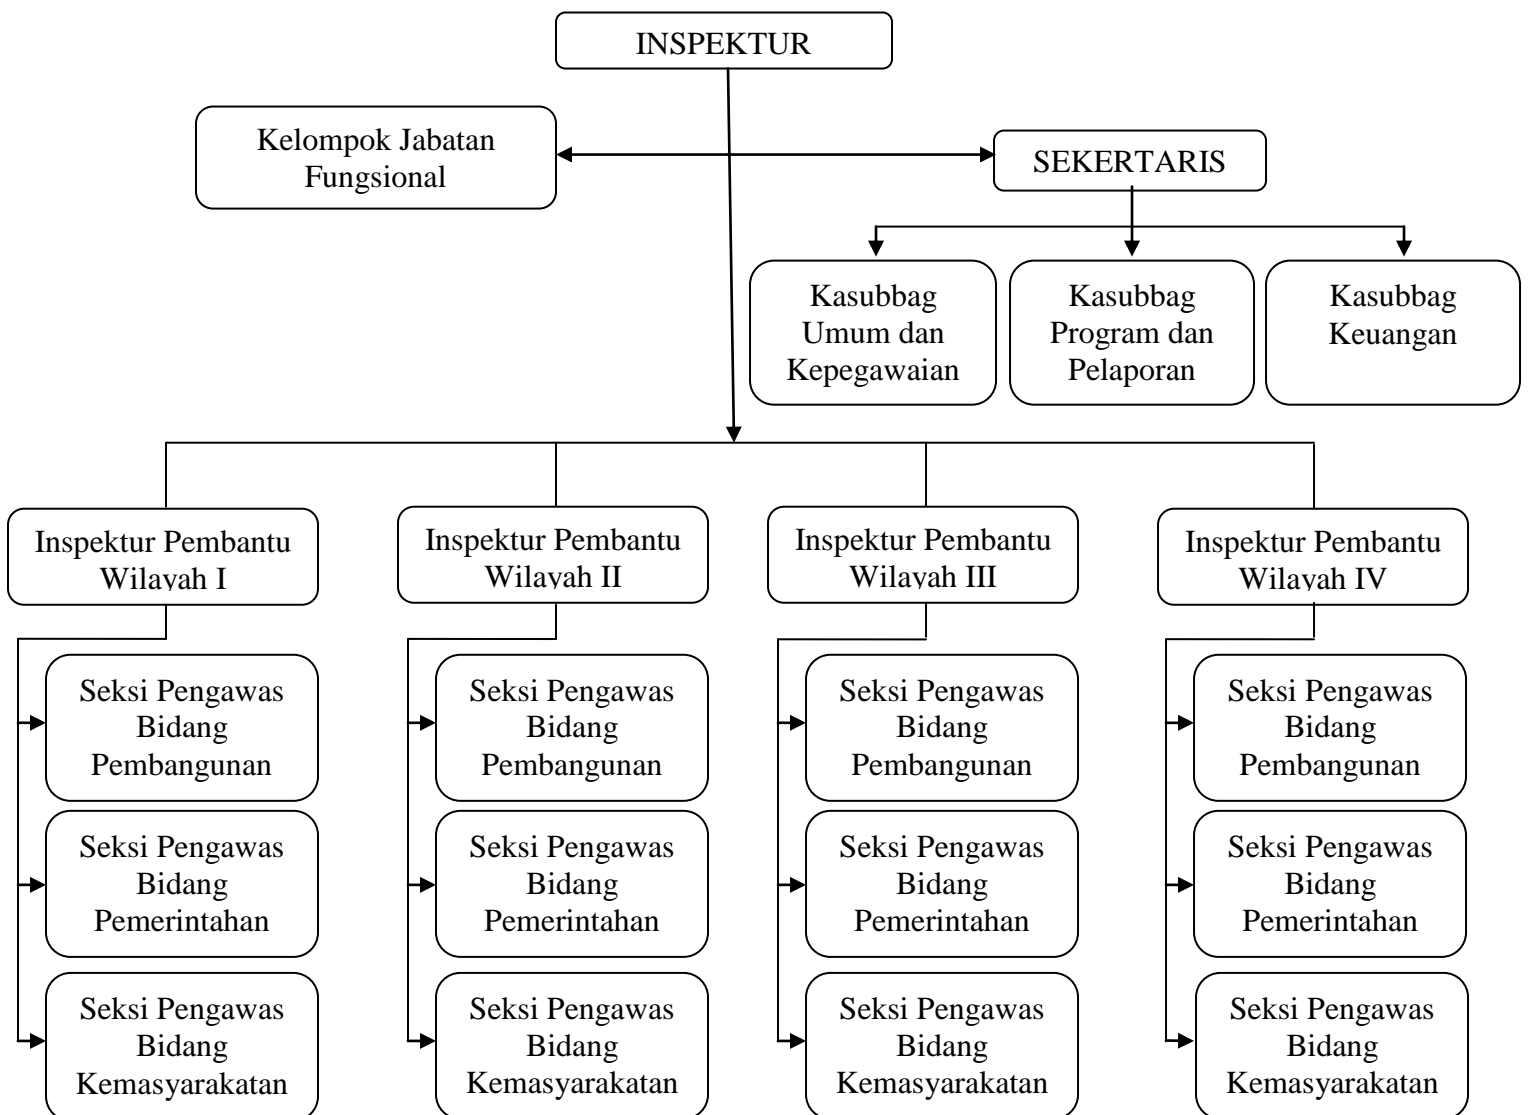 INSPEKTUR
Kelompok Jabatan
Fungsional
SEKERTARIS
Kasubbag
Umum dan
Kepegawaian
Kasubbag
Program dan
Pelaporan
Kasubbag
Keuangan
Inspektur Pembantu
Wilayah I
Inspektur Pembantu
Wilayah II
Inspektur Pembantu
Wilayah III
Inspektur Pembantu
Wilayah IV
Seksi Pengawas
Bidang
Pembangunan
Seksi Pengawas
Bidang
Pembangunan
Seksi Pengawas
Bidang
Pembangunan
Seksi Pengawas
Bidang
Pembangunan
Seksi Pengawas
Bidang
Pemerintahan
Seksi Pengawas
Bidang
Pemerintahan
Seksi Pengawas
Bidang
Pemerintahan
Seksi Pengawas
Bidang
Pemerintahan
Seksi Pengawas
Bidang
Kemasyarakatan
Seksi Pengawas
Bidang
Kemasyarakatan
Seksi Pengawas
Bidang
Kemasyarakatan
Seksi Pengawas
Bidang
Kemasyarakatan